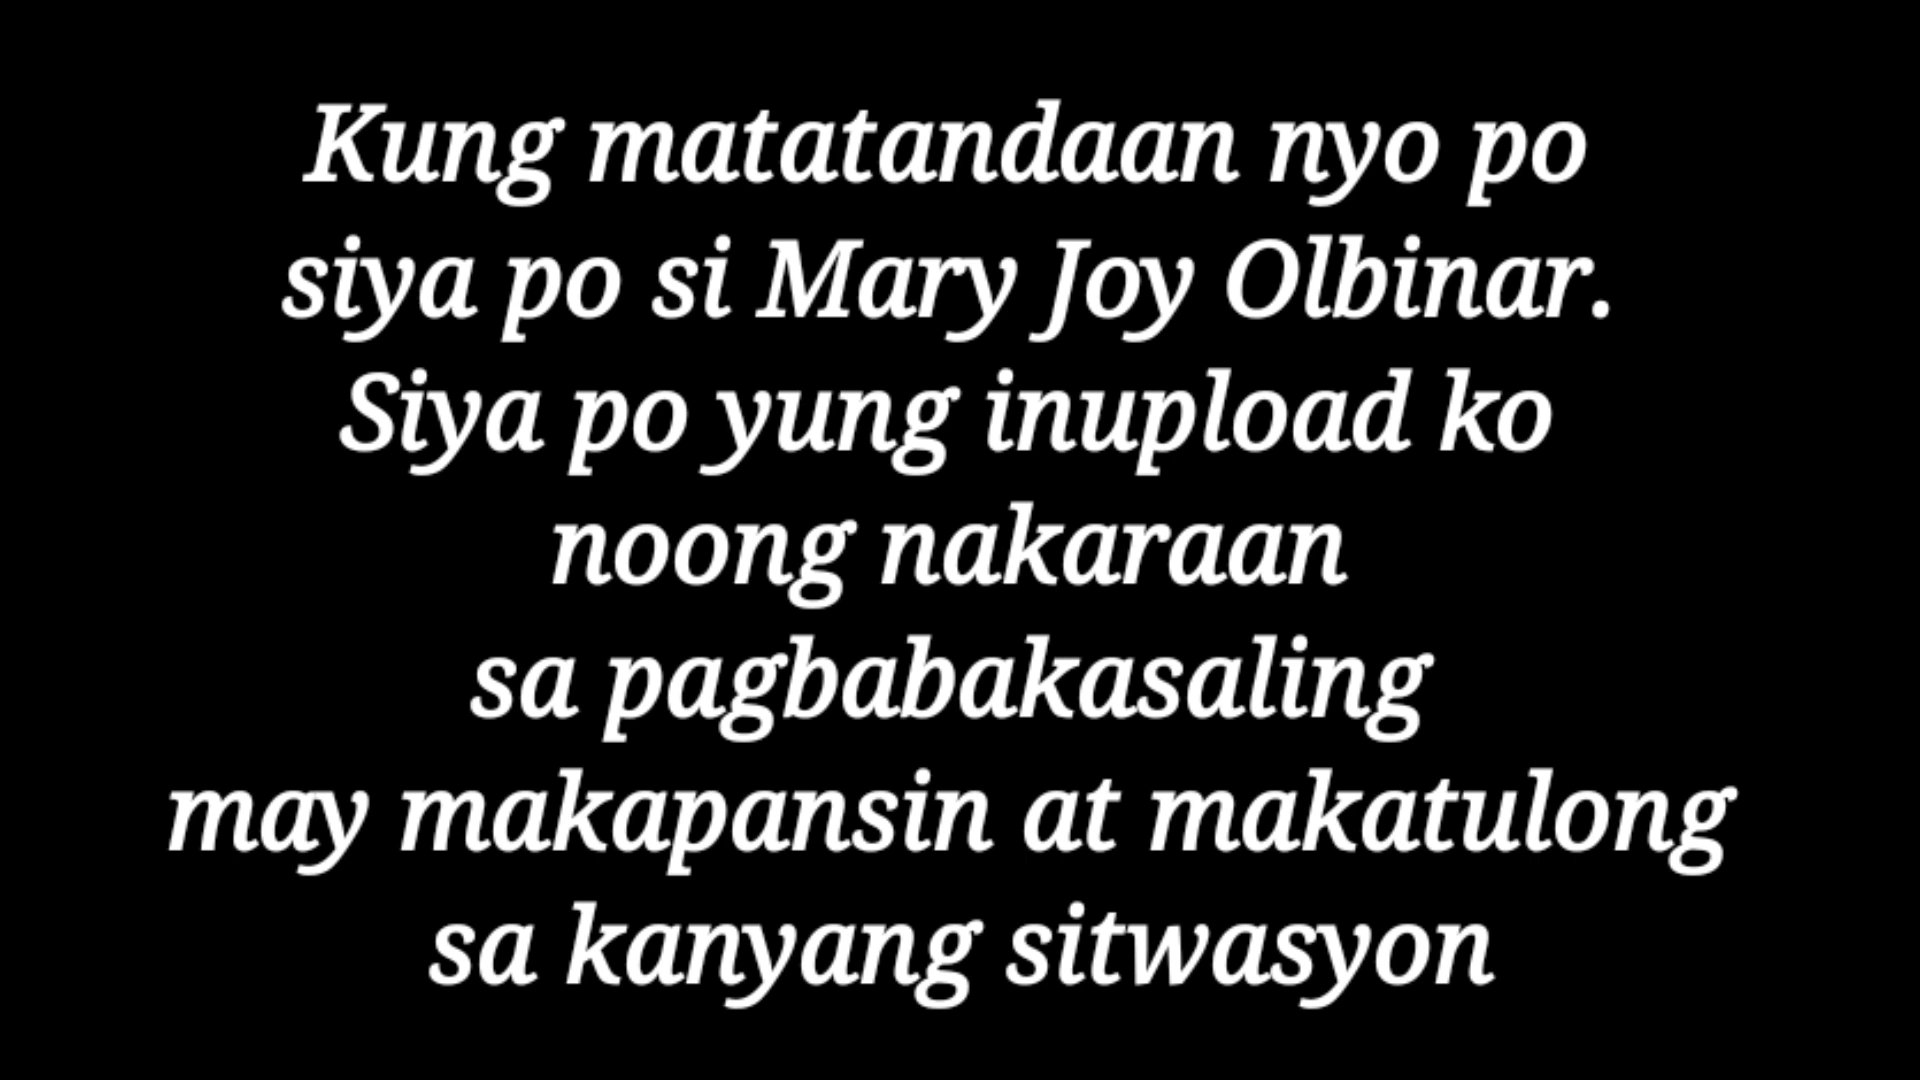 Kung matatandaan nyo po
siya po si Mary Joy Olbinar.
Siya po yung inupload ko
noong nakaraan
sa pagbabakasaling
may makapansin at makatulong
sa kanyang sitwasyon